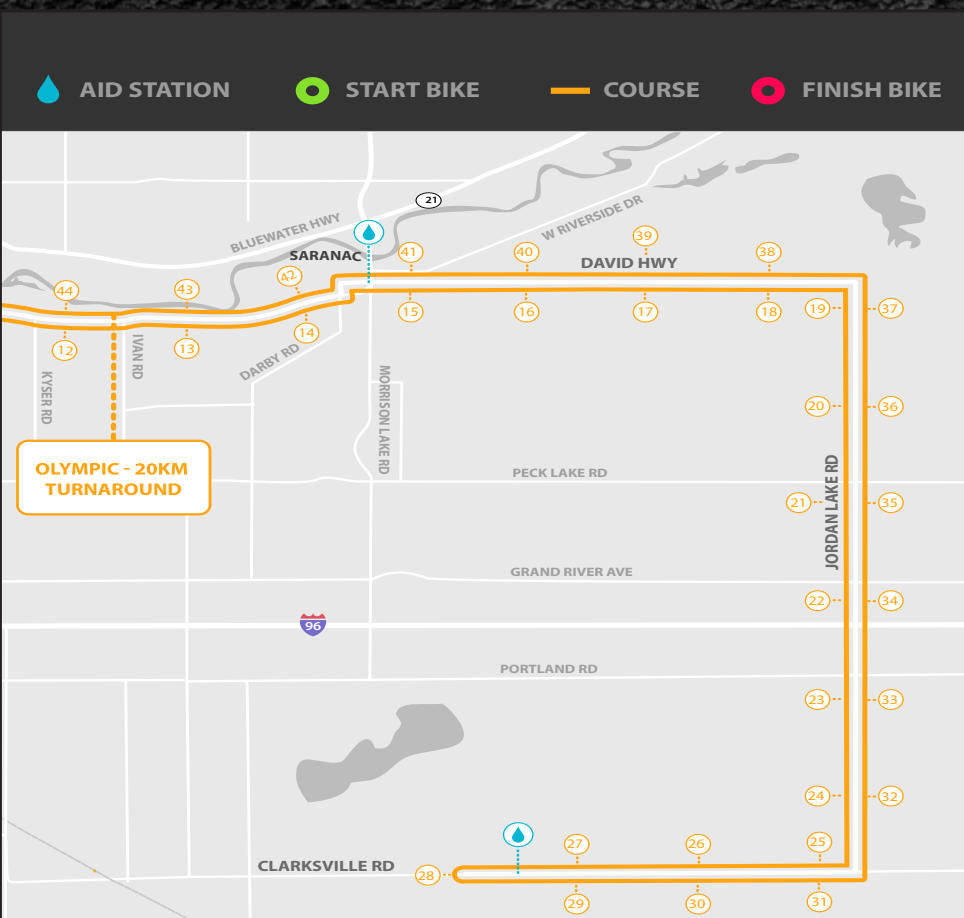 AID STATION
START BIKE
COURSE
FINISH BIKE
21
BLUEWATER HWY
W RIVERSIDE DR
SARANAC
41
40
39
38
DAVID HWY
44
43
42
15
16
17
18
19
37
12
13
14
IVAN RD
DARBY RD
KYSER RD
MORRISON LAKE RD
20
36
OLYMPIC - 20KM
TURNAROUND
PECK LAKE RD
JORDAN LAKE RD
21
35
GRAND RIVER AVE
22
34
96
PORTLAND RD
23
33
24
32
27
26
25
CLARKSVILLE RD
28
29
30
31